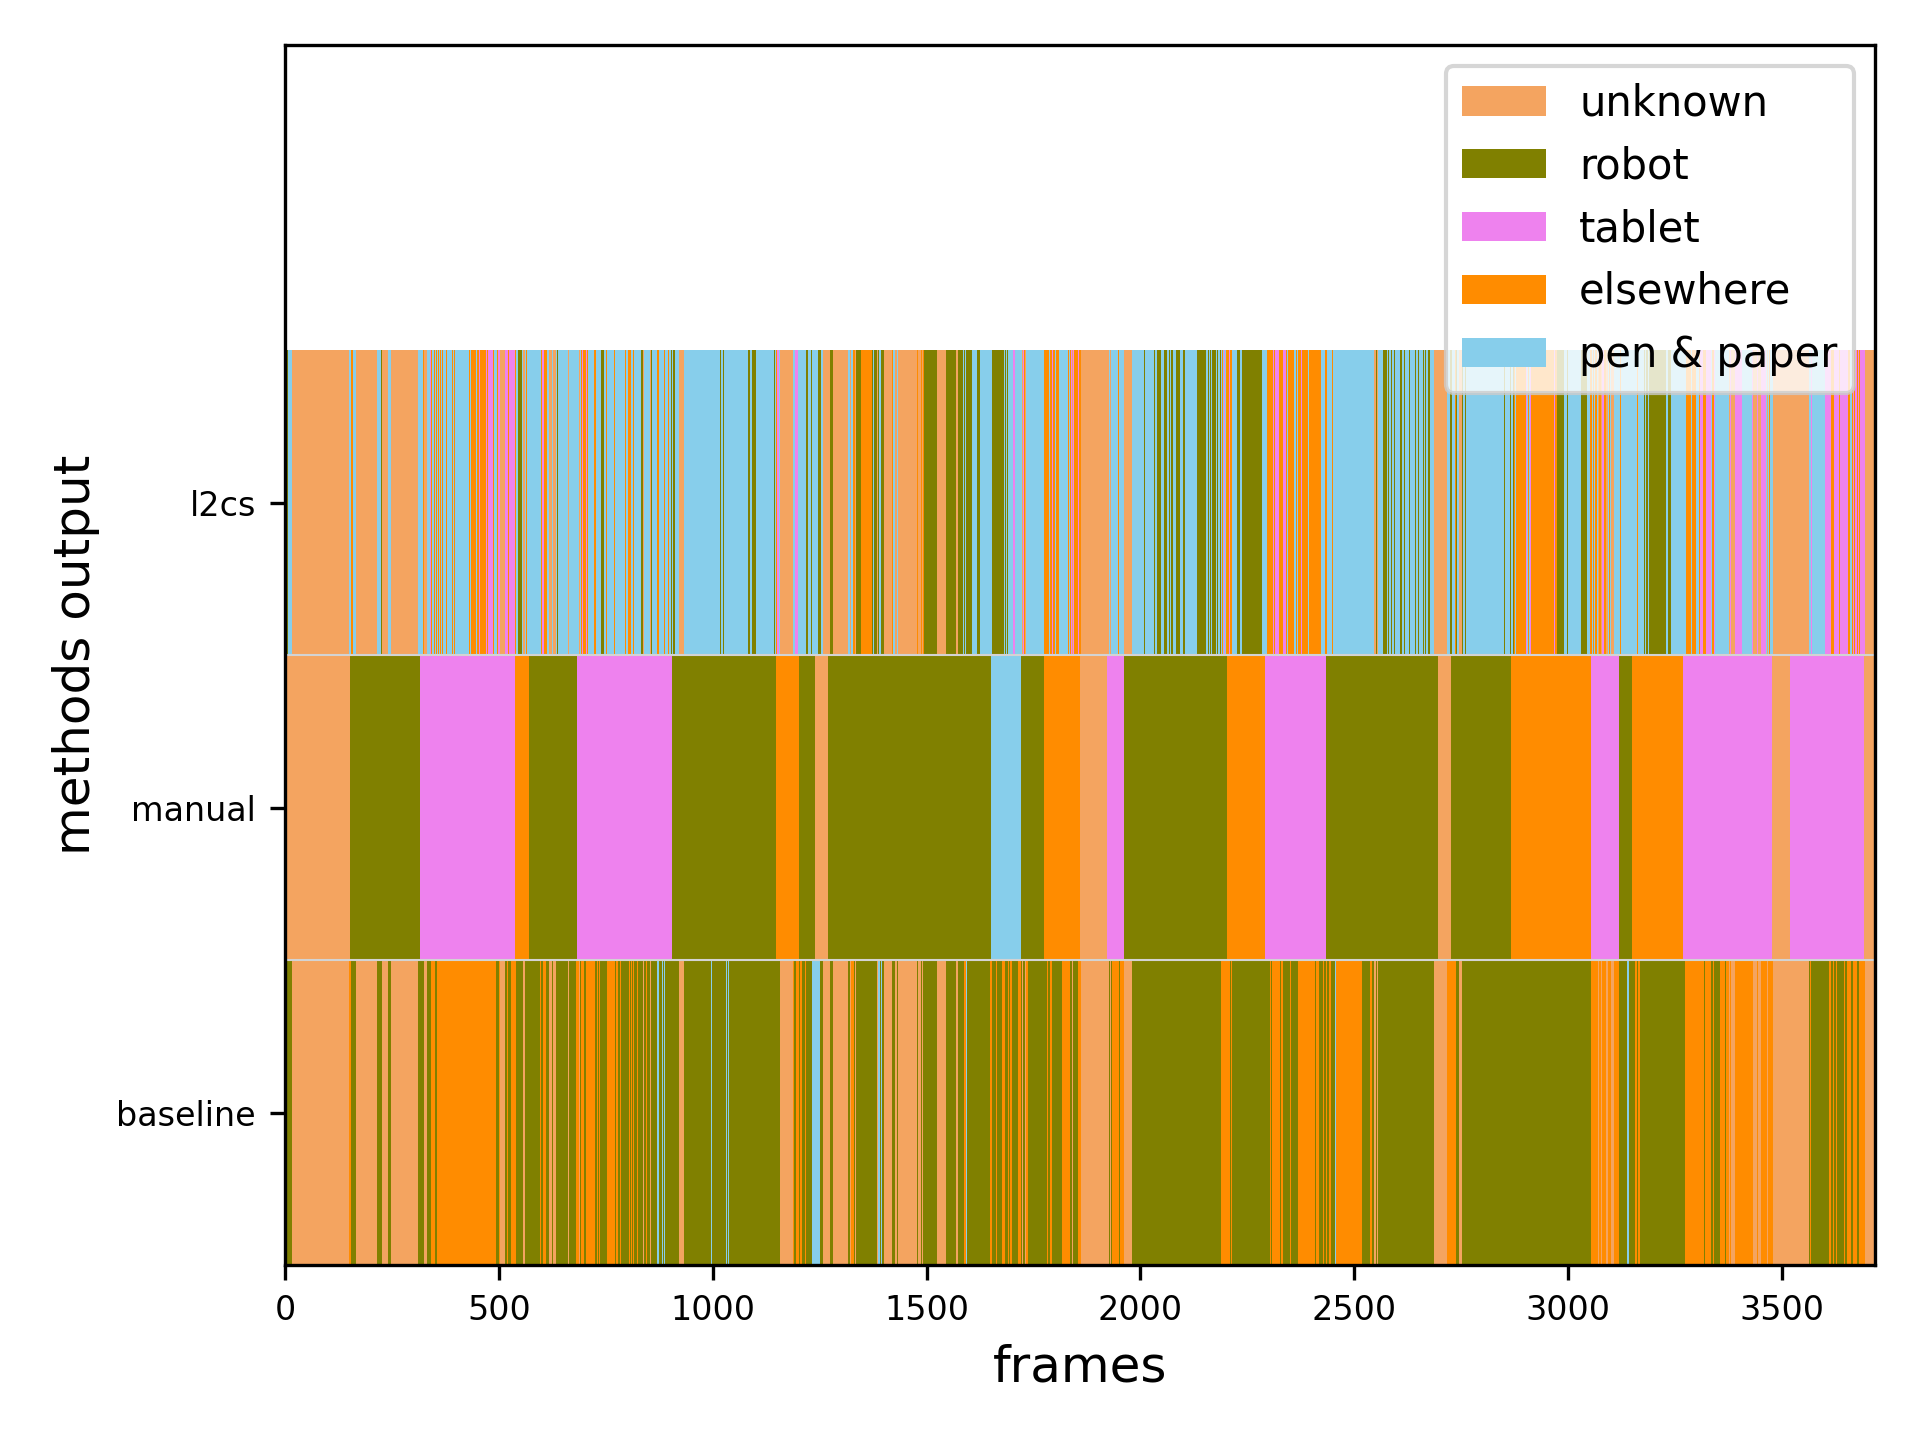 unknown
robot
tablet
elsewhere
pen & paper
methods output
l2cs
manual
baseline
0 500 1000 1500 2000 2500 3000 3500
frames